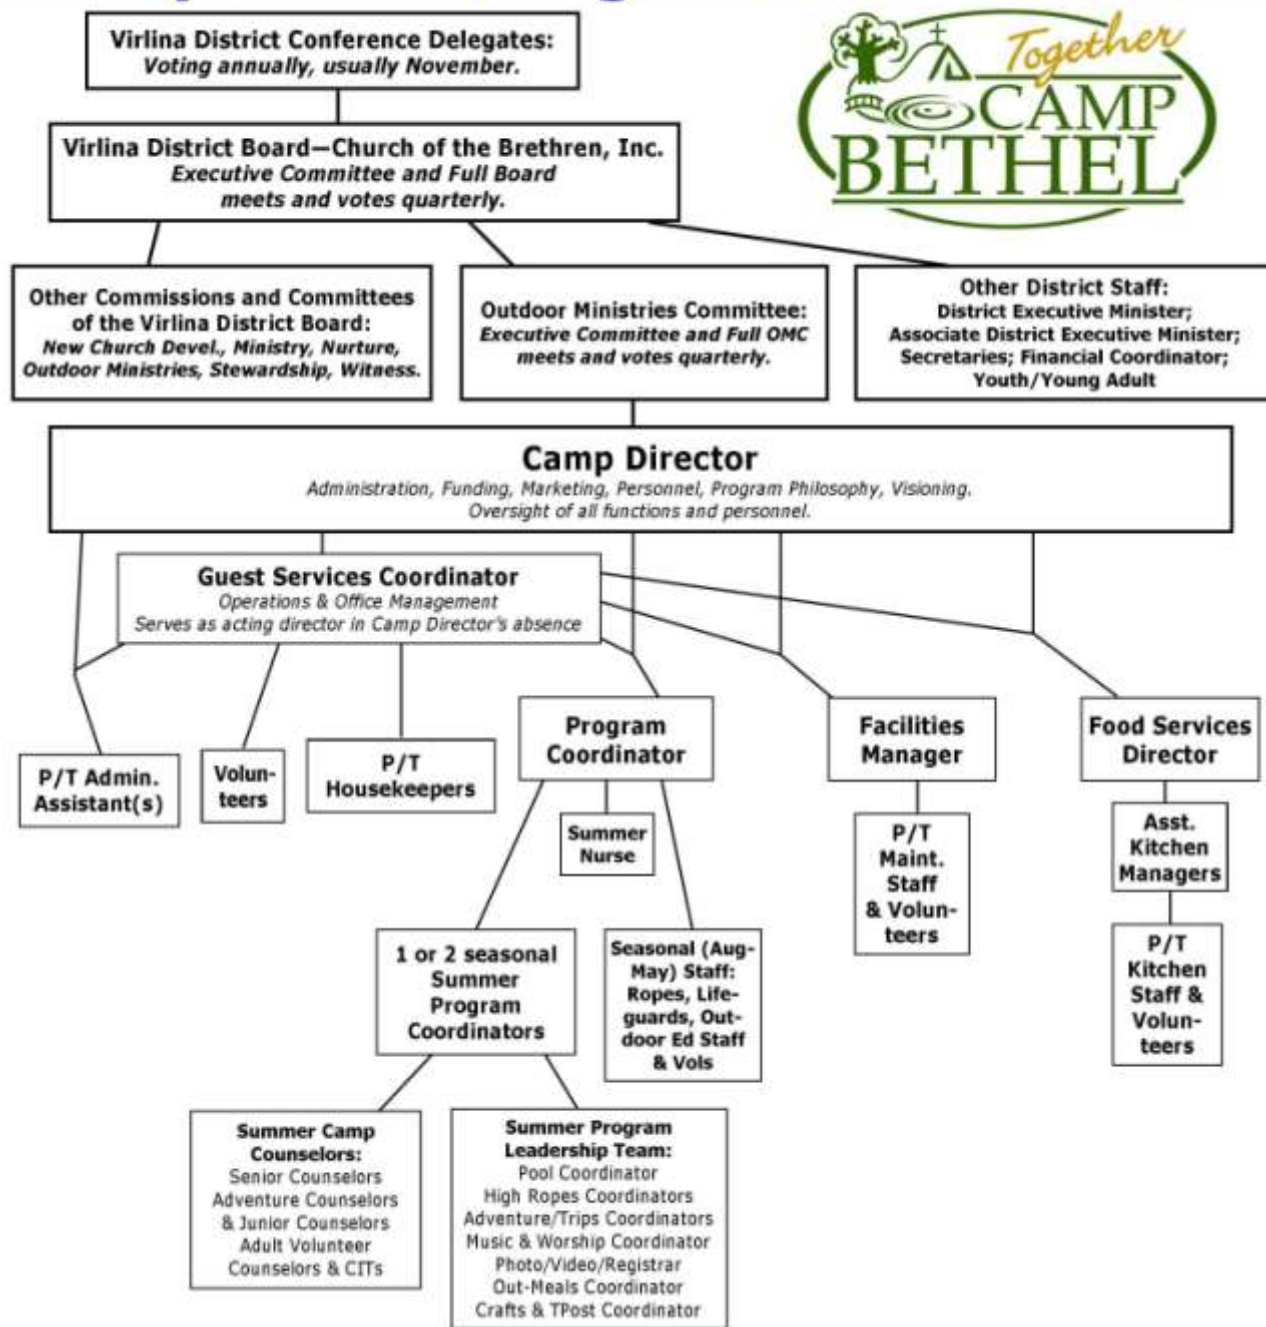 Virlina District Conference Delegates:
Voting annually, usually November.
Together
CAMP
BETHEL
Virlina District Board—Church of the Brethren, Inc.
Executive Committee and Full Board
meets and votes quarterly.
Other Commissions and Committees
of the Virlina District Board:
New Church Devel., Ministry, Nurture,
Outdoor Ministries, Stewardship, Witness.
Outdoor Ministries Committee:
Executive Committee and Full OMC
meets and votes quarterly.
Other District Staff:
District Executive Minister;
Associate District Executive Minister;
Secretaries; Financial Coordinator;
Youth/Young Adult
Camp Director
Administration, Funding, Marketing, Personnel, Program Philosophy, Visioning.
Oversight of all functions and personnel.
Guest Services Coordinator
Operations & Office Management
Serves as acting director in Camp Director's absence
P/T Admin.
Assistant(s)
Volun-
teers
P/T
Housekeepers
Program
Coordinator
Facilities
Manager
Food Services
Director
Summer
Nurse
P/T
Maint.
Staff
& Volun-
teers
Asst.
Kitchen
Managers
P/T
Kitchen
Staff &
Volun-
teers
1 or 2 seasonal
Summer
Program
Coordinators
Seasonal (Aug-
May) Staff:
Ropes, Life-
guards, Out-
door Ed Staff
& Vols
Summer Camp
Counselors:
Senior Counselors
Adventure Counselors
& Junior Counselors
Adult Volunteer
Counselors & CITs
Summer Program
Leadership Team:
Pool Coordinator
High Ropes Coordinators
Adventure/Trips Coordinators
Music & Worship Coordinator
Photo/Video/Registrar
Out-Meals Coordinator
Crafts & TPost Coordinator